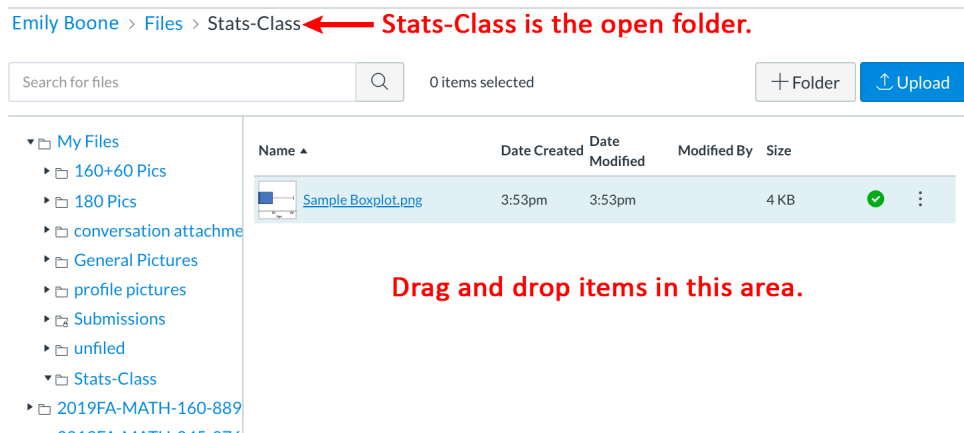 Emily Boone > Files > Stats-Class Stats-Class is the open folder.
Search for files 0 items selected + Folder Upload
My Files
160+60 Pics
180 Pics
conversation attachme
General Pictures
profile pictures
Submissions
unfiled
Stats-Class
2019FA-MATH-160-889
Name Date Created Date Modified Modified By Size
Sample Boxplot.png 3:53pm 3:53pm 4 KB
Drag and drop items in this area.